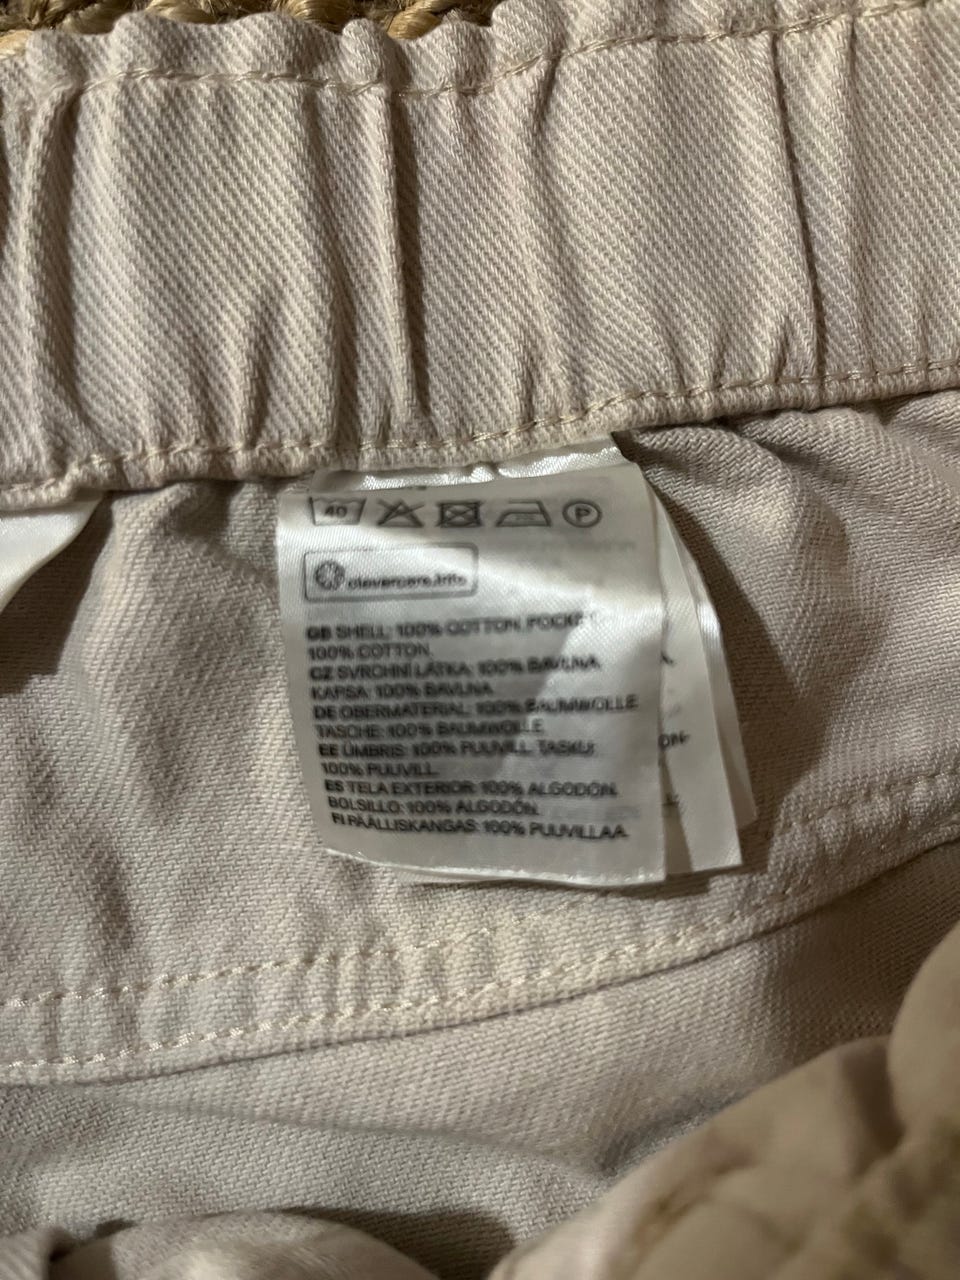 40 P
clevercare.info
GB SHELL: 100% COTTON. POCKET
100% COTTON.
CZ SVRCHNÍ LÁTKA: 100% BAVLNA
KAPSA: 100% BAVLNA
DE OBERMATERIAL: 100% BAUMWOLLE
TASCHE: 100% BAUMWOLLE
EE ÜMBRIS: 100% PUUVILL. TASKU:
100% PUUVILL
ES TELA EXTERIOR: 100% ALGODÓN.
BOLSILLO: 100% ALGODÓN.
FI PÄÄLLISKANGAS: 100% PUUVILLAA